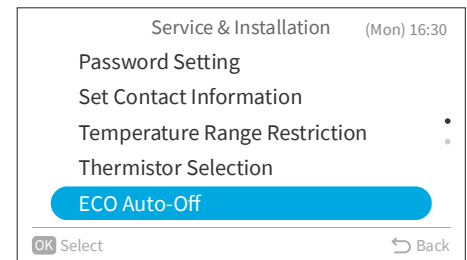 Service & Installation (Mon) 16:30
Password Setting
Set Contact Information
Temperature Range Restriction
Thermistor Selection
ECO Auto-Off
OK Select Back